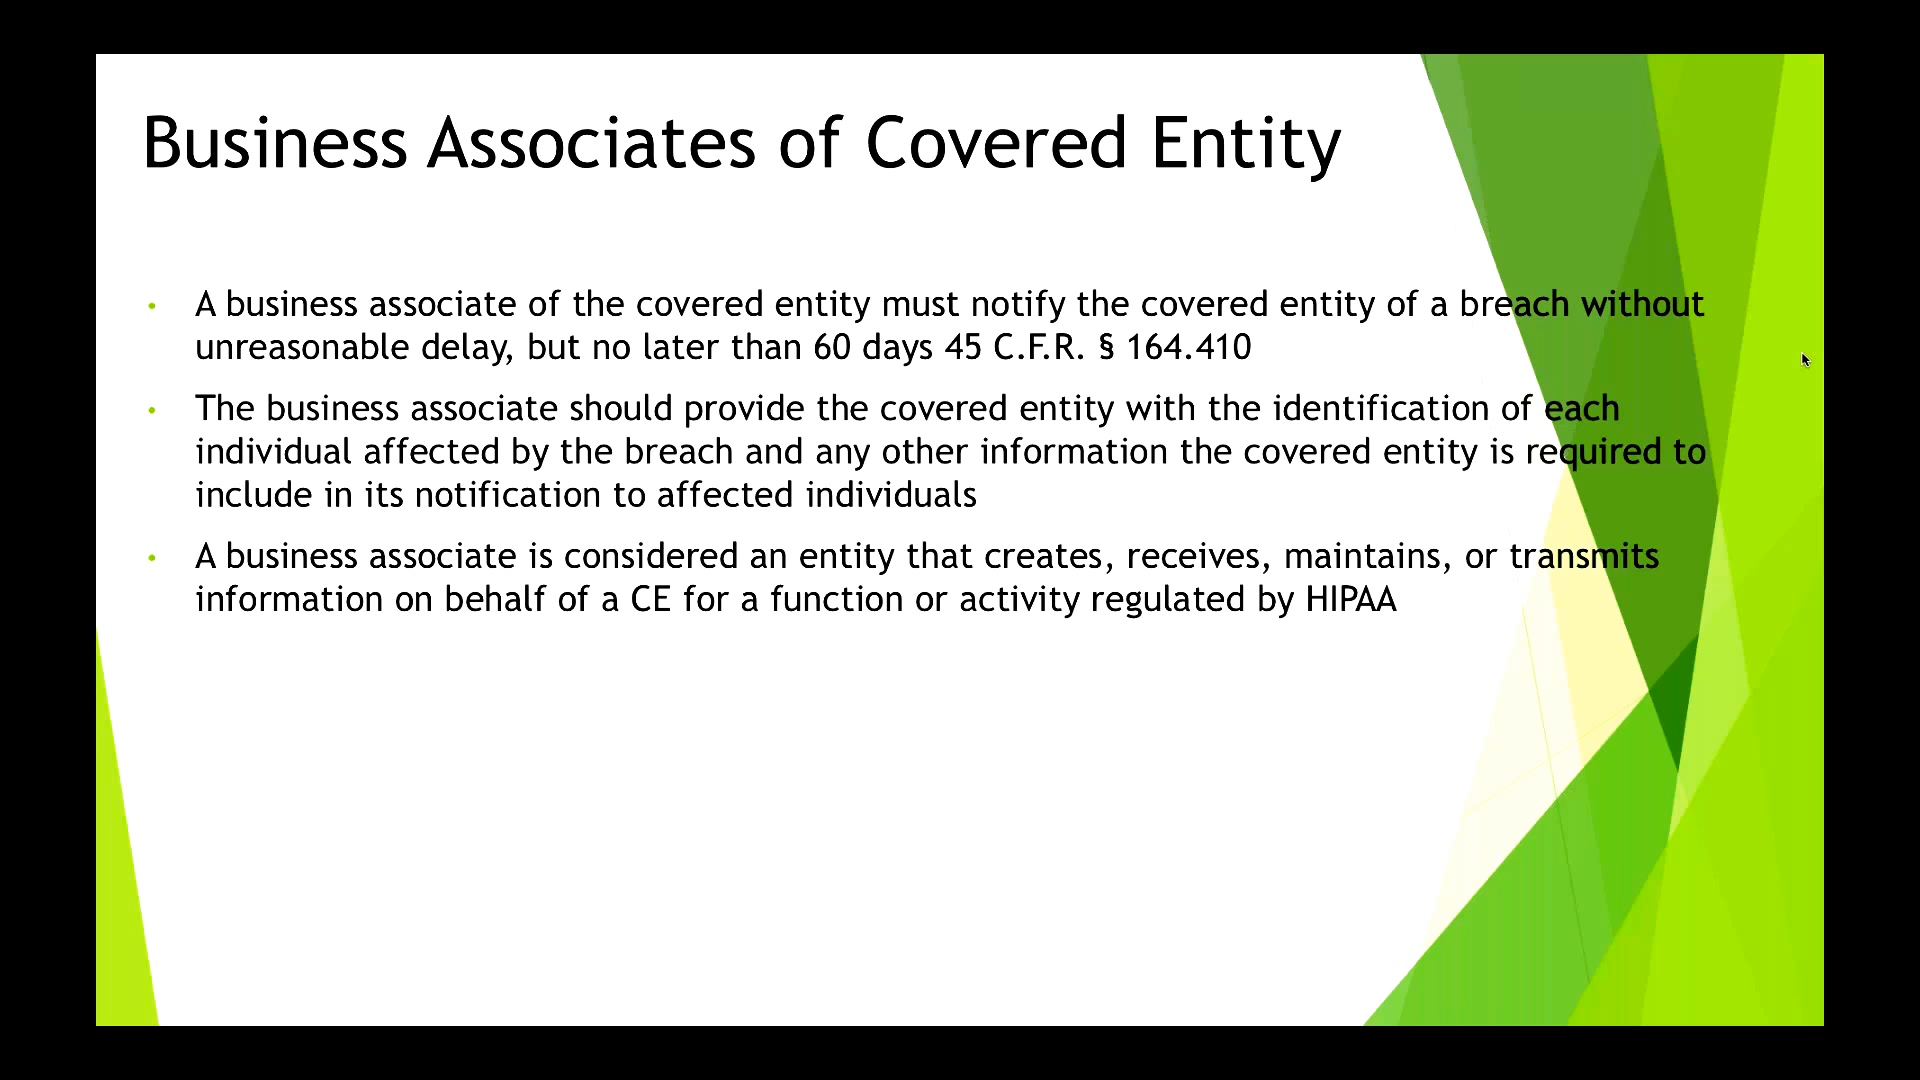 Business Associates of Covered Entity
• A business associate of the covered entity must notify the covered entity of a breach without
unreasonable delay, but no later than 60 days 45 C.F.R. § 164.410
• The business associate should provide the covered entity with the identification of each
individual affected by the breach and any other information the covered entity is required to
include in its notification to affected individuals
• A business associate is considered an entity that creates, receives, maintains, or transmits
information on behalf of a CE for a function or activity regulated by HIPAA